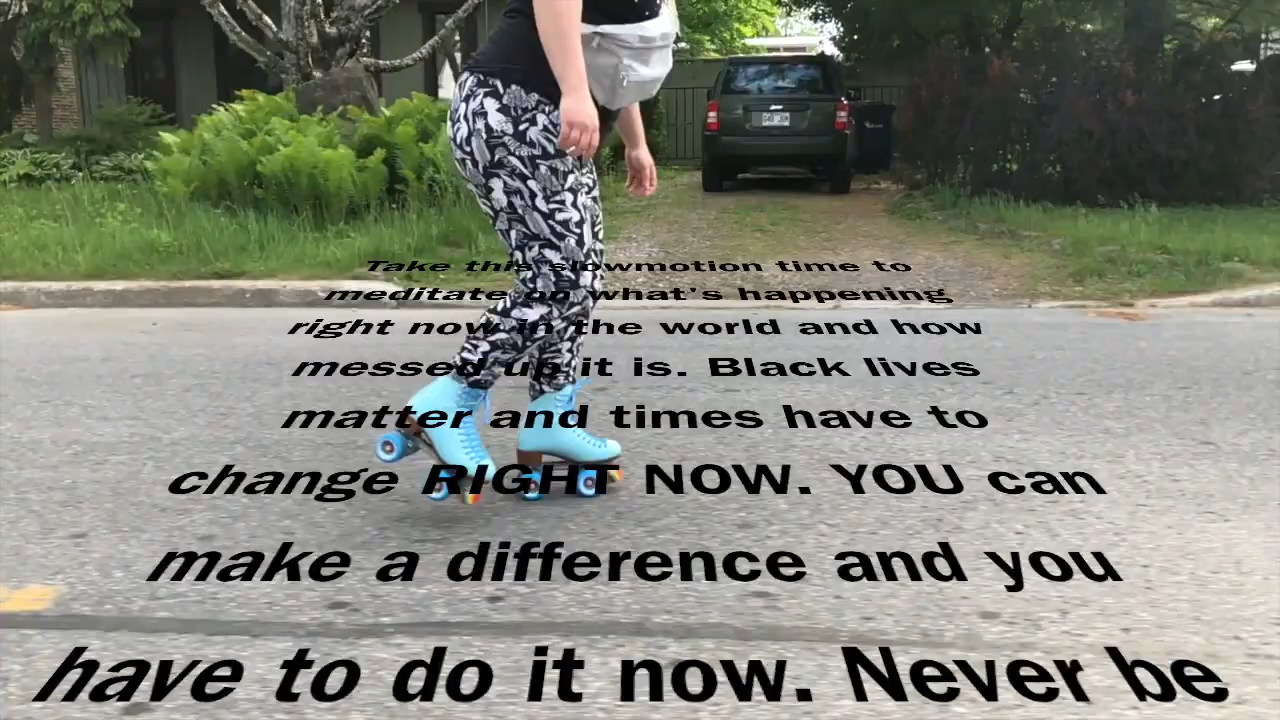 Take this slowmotion time to
meditate on what's happening
right now in the world and how
messed up it is. Black lives
matter and times have to
change RIGHT NOW. YOU can
make a difference and you
have to do it now. Never be